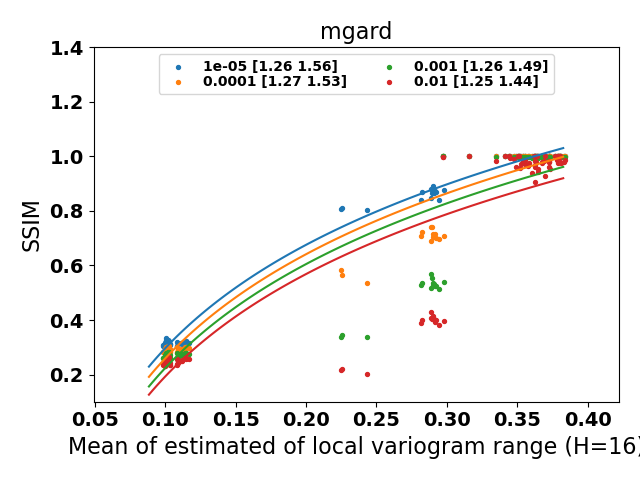 mgard
1e-05 [1.26 1.56]
0.0001 [1.27 1.53]
0.001 [1.26 1.49]
0.01 [1.25 1.44]
SSIM
1.4
1.2
1.0
0.8
0.6
0.4
0.2
0.05 0.10 0.15 0.20 0.25 0.30 0.35 0.40
Mean of estimated of local variogram range (H=16)